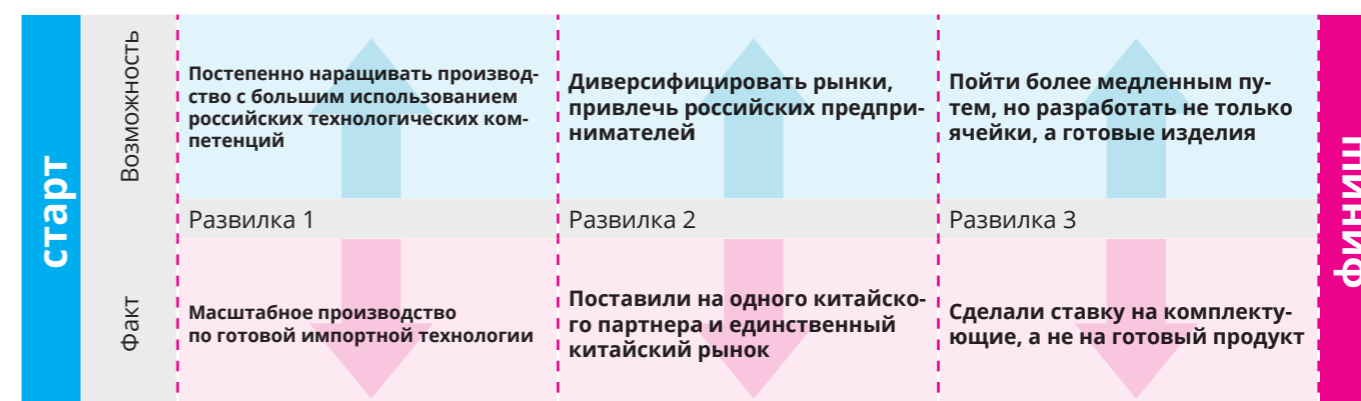 старт
Возможность
Постепенно наращивать производ-
ство с большим использованием
российских технологических ком-
петенций
Диверсифицировать рынки,
привлечь российских предпри-
нимателей
Пойти более медленным пу-
тем, но разработать не только
ячейки, а готовые изделия
Развилка 1
Развилка 2
Развилка 3
Факт
Масштабное производство
по готовой импортной технологии
Поставили на одного китайско-
го партнера и единственный
китайский рынок
Сделали ставку на комплекту-
ющие, а не на готовый продукт
финиш